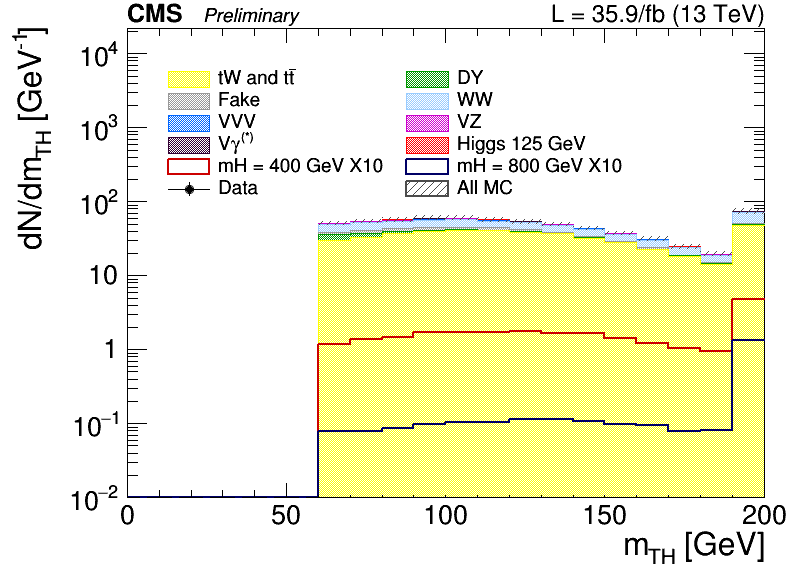 CMS Preliminary L = 35.9/fb (13 TeV)
dN/dm_TH [GeV⁻¹]
10⁴
10³
10²
10
1
10⁻¹
10⁻²
tW and tt̄ DY
Fake WW
VVV VZ
Vγ⁽*⁾ Higgs 125 GeV
mH = 400 GeV X10 mH = 800 GeV X10
Data All MC
0 50 100 150 200
m_TH [GeV]